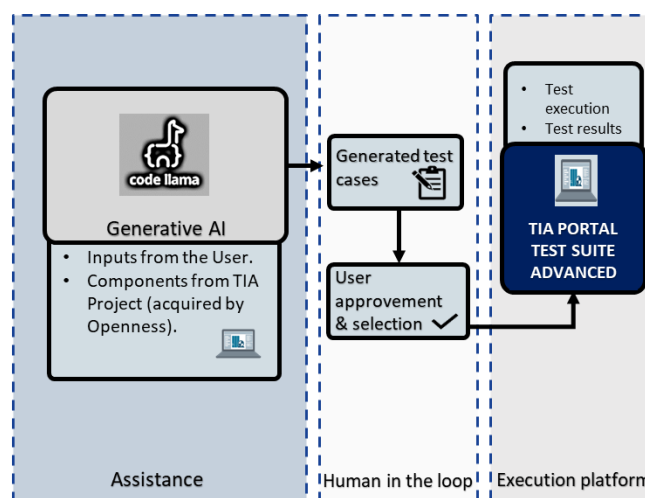 code llama
Generative AI
• Inputs from the User.
• Components from TIA
Project (acquired by
Openness).
Assistance
Generated test
cases
User
approvement
& selection
Human in the loop
• Test
execution
• Test results
TIA PORTAL
TEST SUITE
ADVANCED
Execution platform